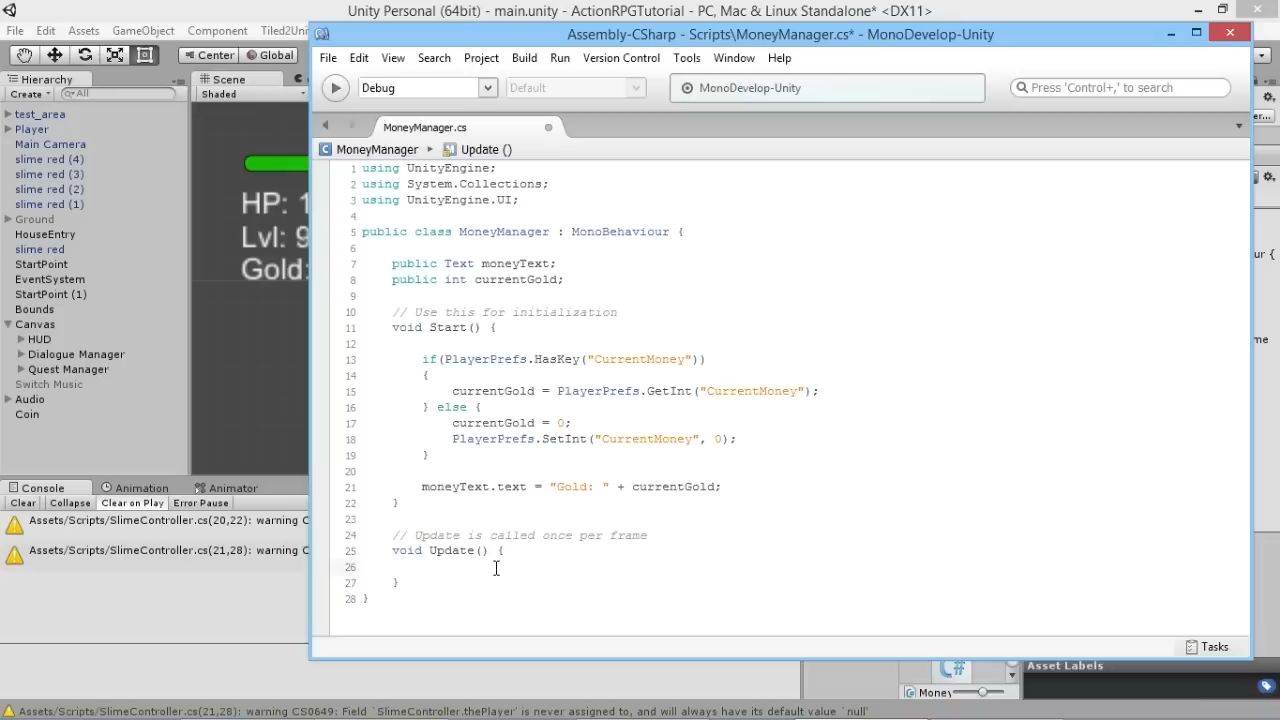 Unity Personal (64bit) - main.unity - ActionRPGTutorial - PC, Mac & Linux Standalone* <DX11>
File Edit Assets GameObject Component Tiled2Uni
Center Global
Hierarchy
Create All
test_area
Player
Main Camera
slime red (4)
slime red (3)
slime red (2)
slime red (1)
Ground
HouseEntry
slime red
StartPoint
EventSystem
StartPoint (1)
Bounds
Canvas
HUD
Dialogue Manager
Quest Manager
Switch Music
Audio
Coin
Scene
Shaded
HP: 1
Lvl: 9
Gold:
Console Animation Animator
Clear Collapse Clear on Play Error Pause
Assets/Scripts/SlimeController.cs(20,22): warning C
Assets/Scripts/SlimeController.cs(21,28): warning C
Assembly-CSharp - Scripts\MoneyManager.cs* - MonoDevelop-Unity
File Edit View Search Project Build Run Version Control Tools Window Help
Debug Default MonoDevelop-Unity Press 'Control+,' to search
MoneyManager.cs
MoneyManager Update ()
1 using UnityEngine;
2 using System.Collections;
3 using UnityEngine.UI;
4
5 public class MoneyManager : MonoBehaviour {
6
7 public Text moneyText;
8 public int currentGold;
9
10 // Use this for initialization
11 void Start() {
12
13 if(PlayerPrefs.HasKey("CurrentMoney"))
14 {
15 currentGold = PlayerPrefs.GetInt("CurrentMoney");
16 } else {
17 currentGold = 0;
18 PlayerPrefs.SetInt("CurrentMoney", 0);
19 }
20
21 moneyText.text = "Gold: " + currentGold;
22 }
23
24 // Update is called once per frame
25 void Update() {
26
27 }
28 }
Tasks
ur {
me
C#
Money
Asset Labels
Assets/Scripts/SlimeController.cs(21,28): warning CS0649: Field `SlimeController.thePlayer' is never assigned to, and will always have its default value `null'